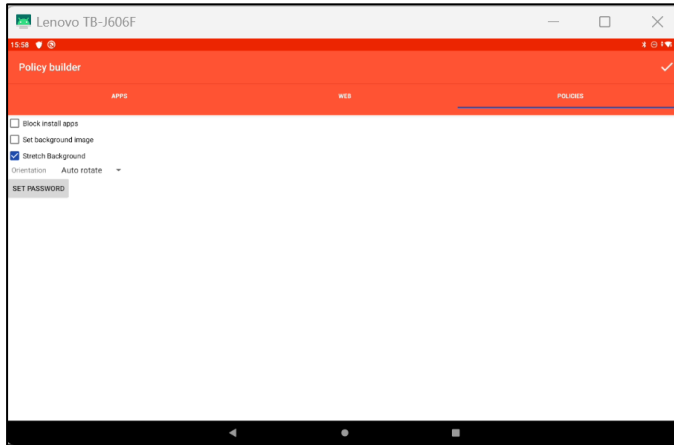 Lenovo TB-J606F
15:58
Policy builder
APPS WEB POLICIES
Block install apps
Set background image
Stretch Background
Orientation Auto rotate
SET PASSWORD